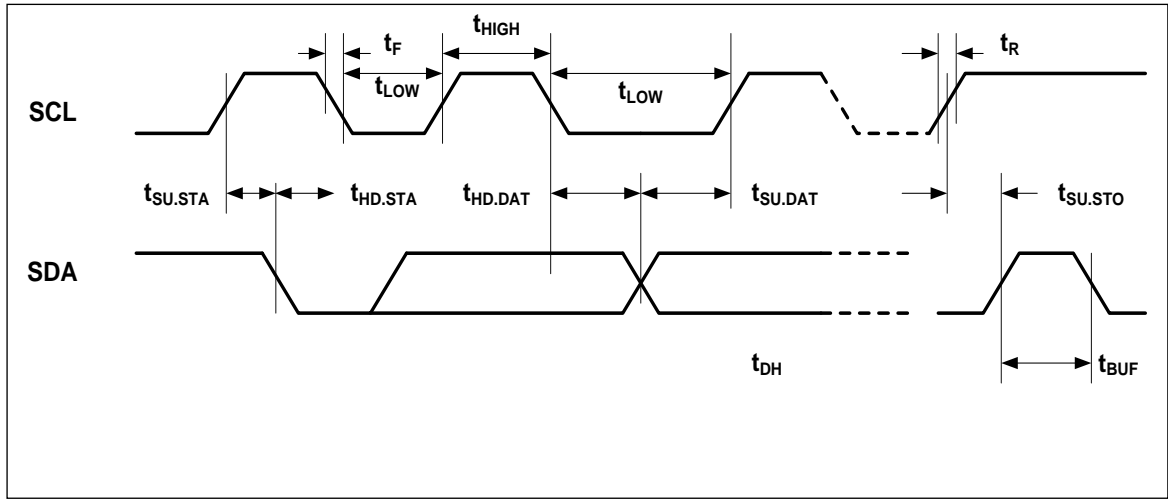 tF
tHIGH
tR
tLOW
tLOW
SCL
tSU.STA
tHD.STA
tHD.DAT
tSU.DAT
tSU.STO
SDA
tDH
tBUF